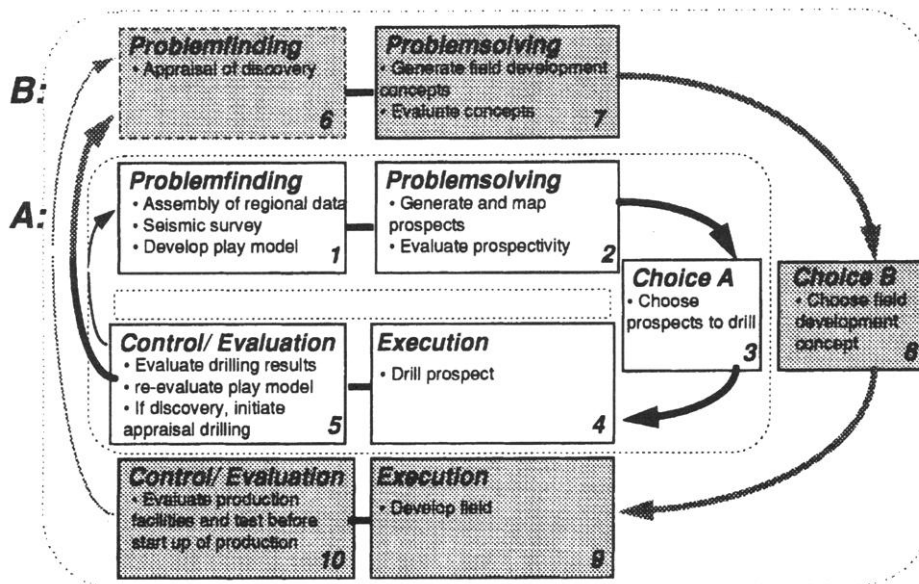 B:
Problemfinding
• Appraisal of discovery
6
Problemsolving
• Generate field development
concepts
• Evaluate concepts
7
A:
Problemfinding
• Assembly of regional data
• Seismic survey
• Develop play model
1
Problemsolving
• Generate and map
prospects
• Evaluate prospectivity
2
Choice A
• Choose
prospects to drill
3
Choice B
• Choose field
development
concept
8
Control/ Evaluation
• Evaluate drilling results
• re-evaluate play model
• If discovery, initiate
appraisal drilling
5
Execution
• Drill prospect
4
Control/ Evaluation
• Evaluate production
facilities and test before
start up of production
10
Execution
• Develop field
9